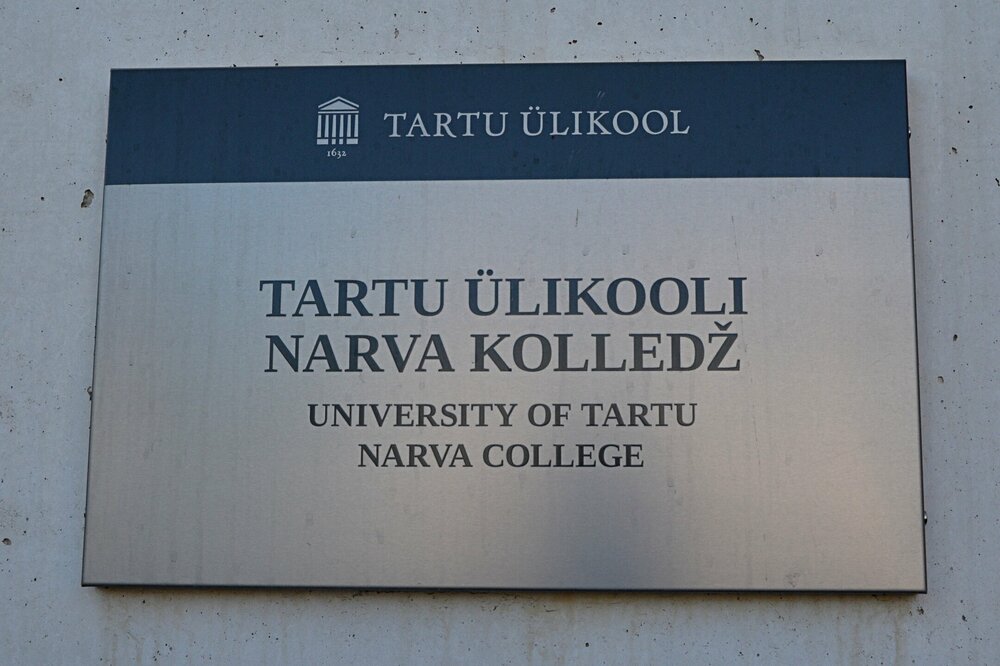 TARTU ÜLIKOOL
1632
TARTU ÜLIKOOLI
NARVA KOLLEDŽ
UNIVERSITY OF TARTU
NARVA COLLEGE